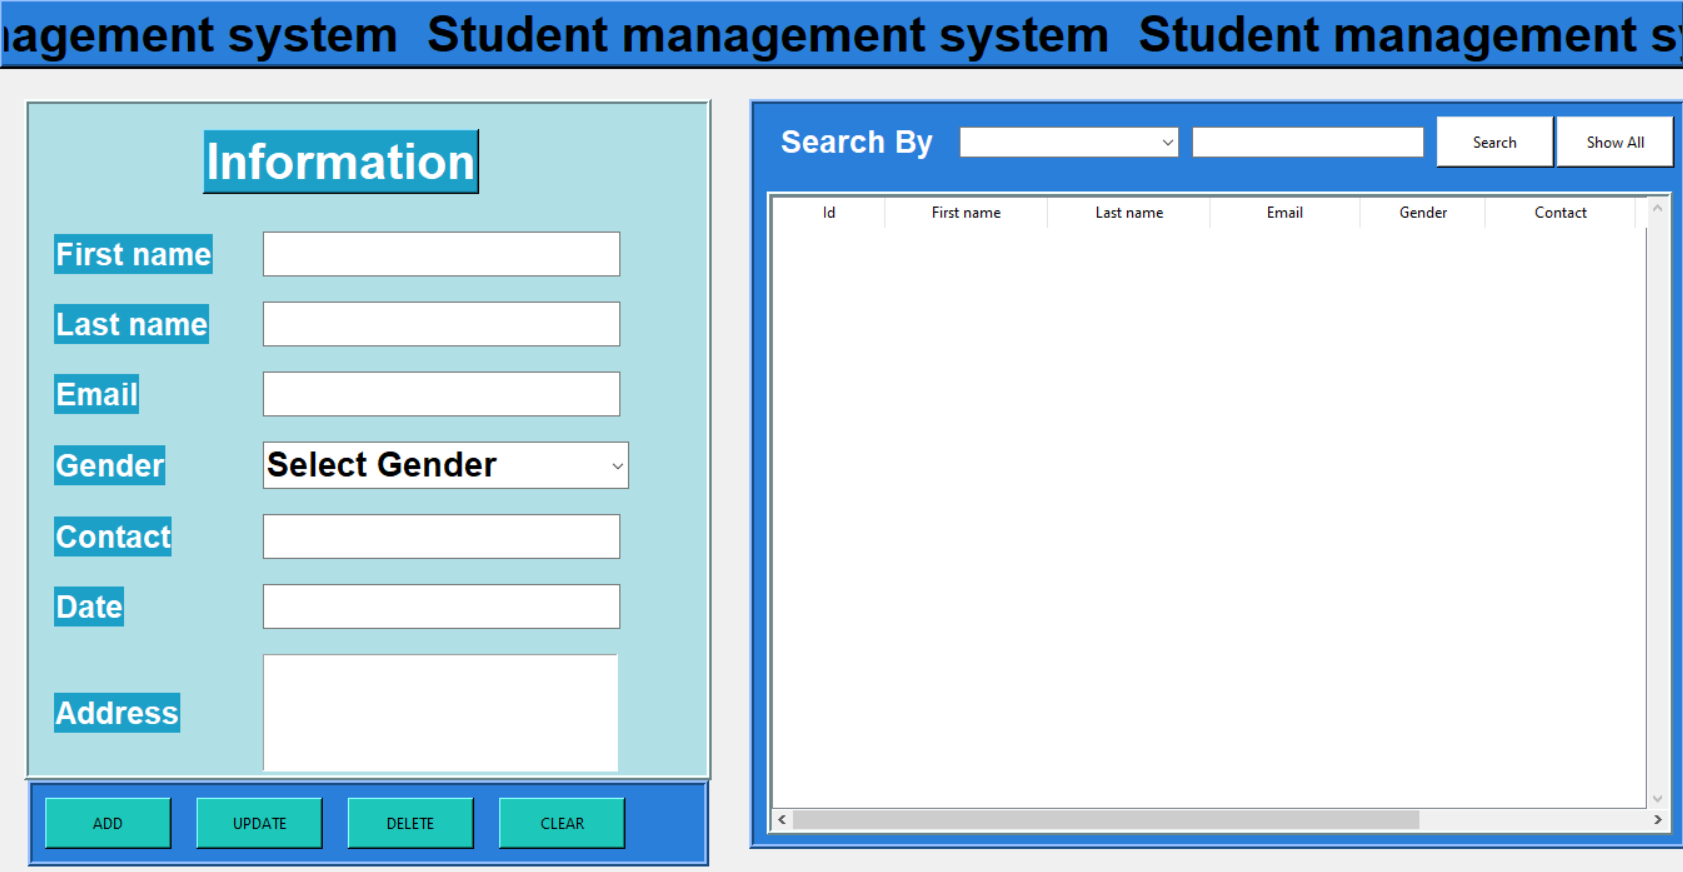 agement system Student management system Student management s
Information
First name
Last name
Email
Gender Select Gender
Contact
Date
Address
ADD UPDATE DELETE CLEAR
Search By Search Show All
Id First name Last name Email Gender Contact